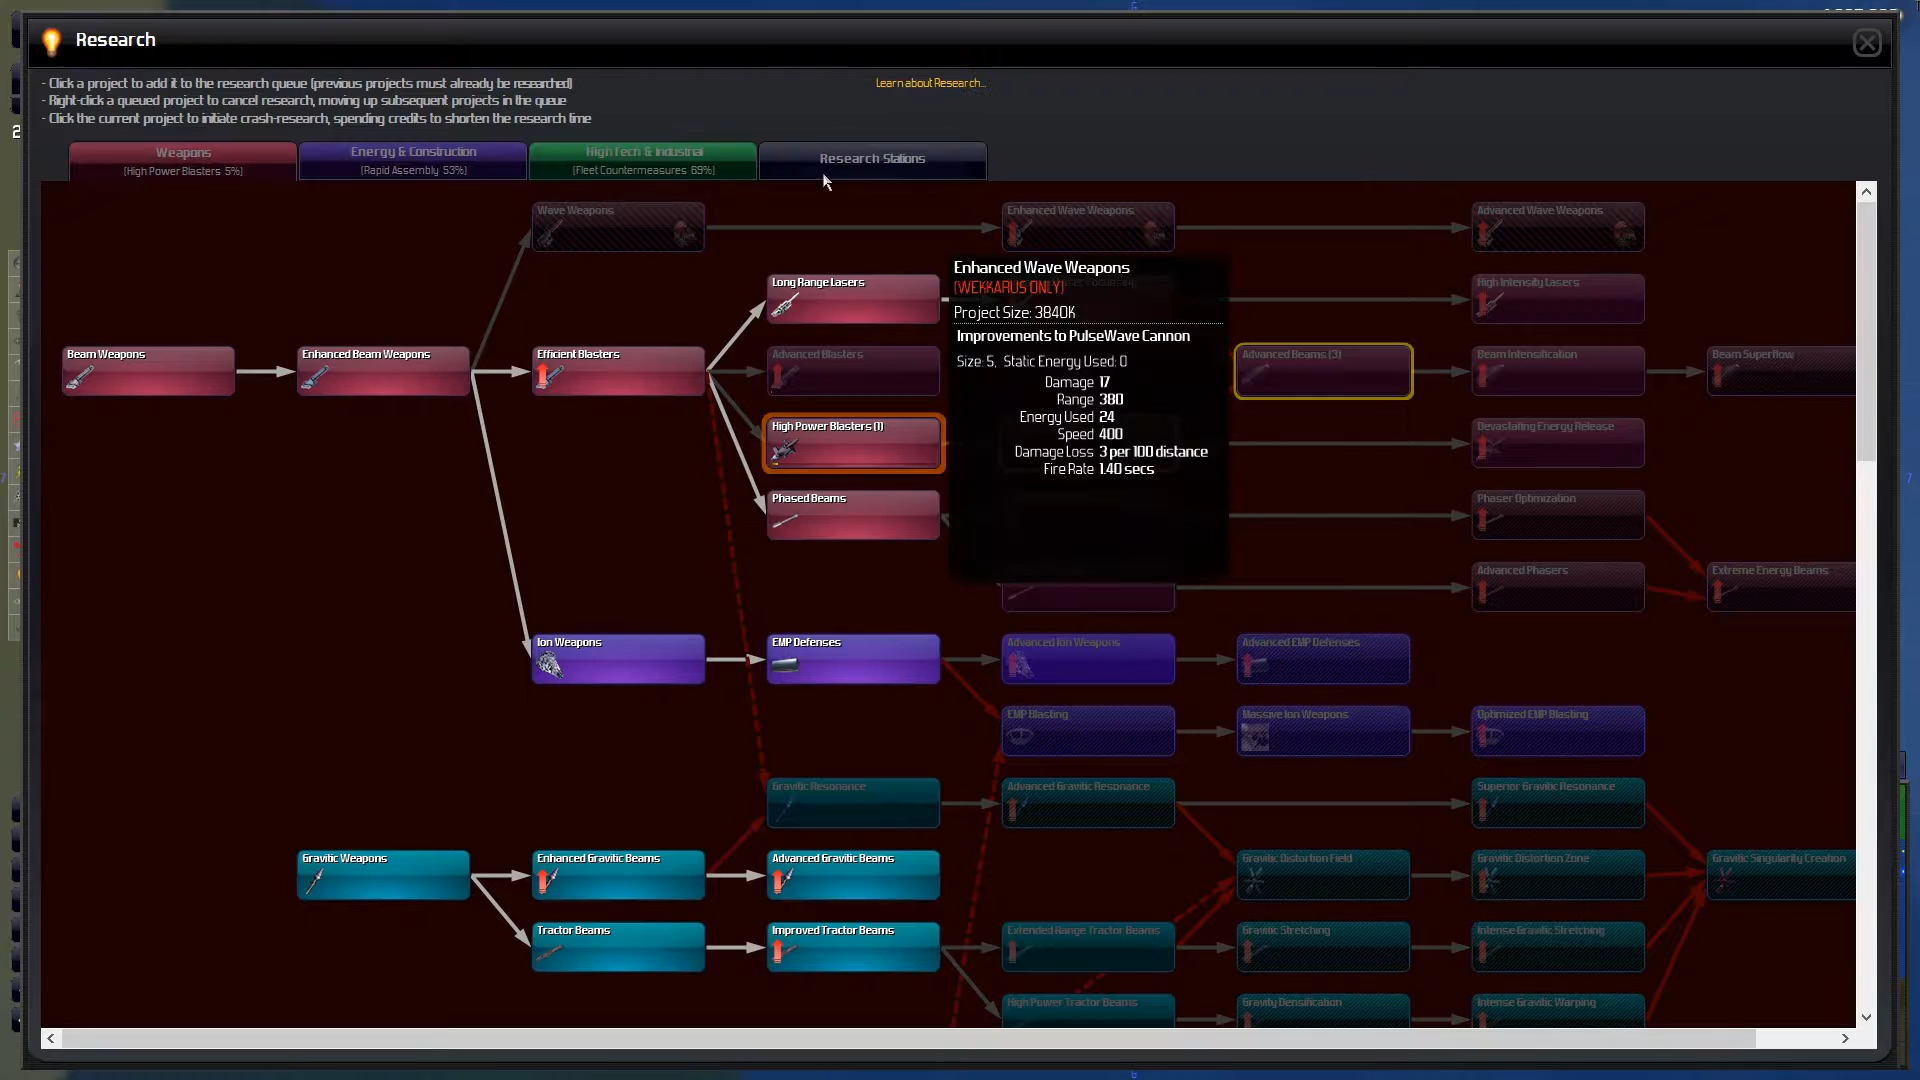 Research
- Click a project to add it to the research queue (previous projects must already be researched)
- Right-click a queued project to cancel research, moving up subsequent projects in the queue
- Click the current project to initiate crash-research, spending credits to shorten the research time
Learn about Research...
Weapons
(High Power Blasters 5%)
Energy & Construction
(Rapid Assembly 53%)
HighTech & Industrial
(Fleet Countermeasures 69%)
Research Stations
Wave Weapons
Enhanced Wave Weapons
Advanced Wave Weapons
Enhanced Wave Weapons
(WEKKARUS ONLY)
Project Size: 3840K
Improvements to PulseWave Cannon
Size: 5, Static Energy Used: 0
Damage 17
Range 380
Energy Used 24
Speed 400
Damage Loss 3 per 100 distance
Fire Rate 1.40 secs
Long Range Lasers
High Intensity Lasers
Beam Weapons
Enhanced Beam Weapons
Efficient Blasters
Advanced Blasters
Advanced Beams (3)
Beam Intensification
Beam Superflow
High Power Blasters (1)
Devastating Energy Release
Phased Beams
Phaser Optimization
Advanced Phasers
Extreme Energy Beams
Ion Weapons
EMP Defenses
Advanced Ion Weapons
Advanced EMP Defenses
EMP Blasting
Massive Ion Weapons
Optimized EMP Blasting
Gravitic Resonance
Advanced Gravitic Resonance
Superior Gravitic Resonance
Gravitic Weapons
Enhanced Gravitic Beams
Advanced Gravitic Beams
Gravitic Distortion Field
Gravitic Distortion Zone
Gravitic Singularity Creation
Tractor Beams
Improved Tractor Beams
Extended Range Tractor Beams
Gravitic Stretching
Intense Gravitic Stretching
High Power Tractor Beams
Gravity Densification
Intense Gravitic Warping